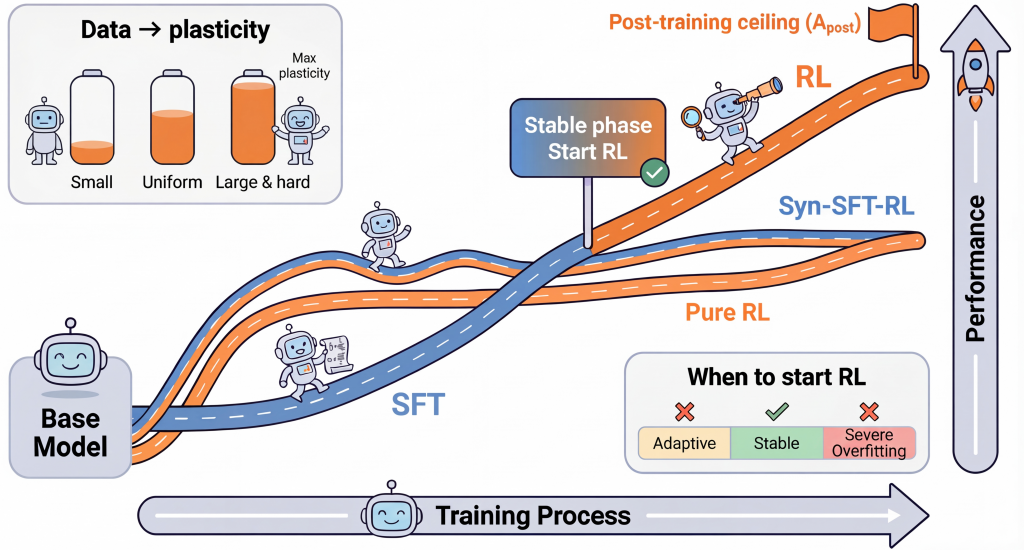 Data → plasticity
Max
plasticity
Small
Uniform
Large & hard
Post-training ceiling (A_post)
RL
Stable phase
Start RL
Syn-SFT-RL
Pure RL
SFT
Base
Model
When to start RL
Adaptive
Stable
Severe
Overfitting
Performance
Training Process